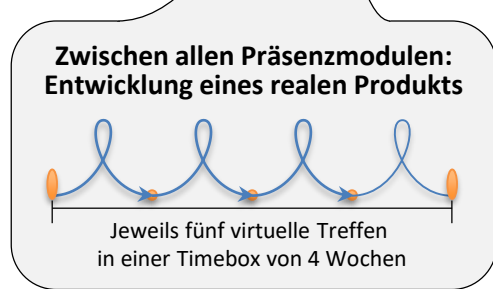 Zwischen allen Präsenzmodulen:
Entwicklung eines realen Produkts
Jeweils fünf virtuelle Treffen
in einer Timebox von 4 Wochen